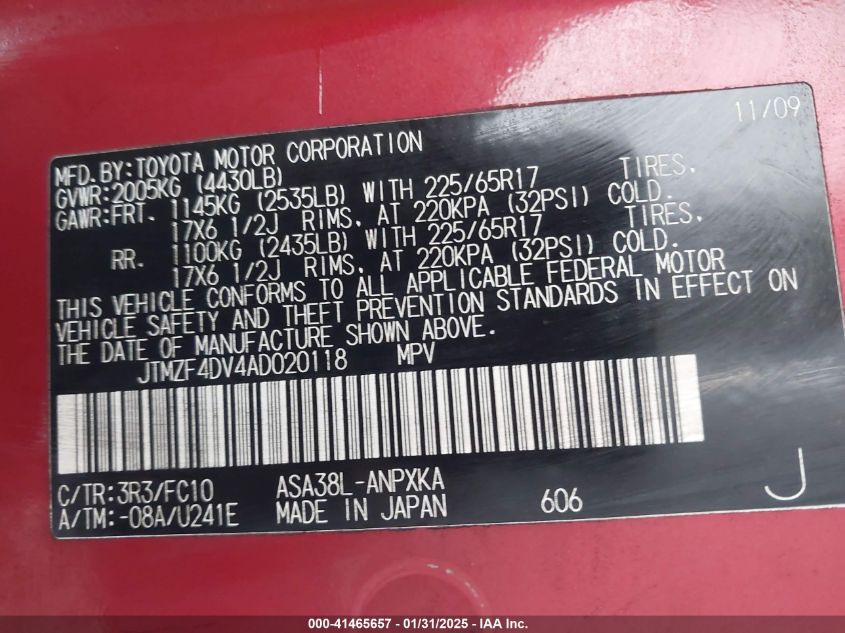 11/09
MFD.BY:TOYOTA MOTOR CORPORATION
GVWR:2005KG (4430LB)
GAWR:FRT. 1145KG (2535LB) WITH 225/65R17 TIRES,
17X6 1/2J RIMS, AT 220KPA (32PSI) COLD.
RR. 1100KG (2435LB) WITH 225/65R17 TIRES,
17X6 1/2J RIMS, AT 220KPA (32PSI) COLD.
THIS VEHICLE CONFORMS TO ALL APPLICABLE FEDERAL MOTOR
VEHICLE SAFETY AND THEFT PREVENTION STANDARDS IN EFFECT ON
THE DATE OF MANUFACTURE SHOWN ABOVE.
JTMZF4DV4AD020118 MPV
C/TR:3R3/FC10 ASA38L-ANPXKA
A/TM:-08A/U241E MADE IN JAPAN 606 J
000-41465657 - 01/31/2025 - IAA Inc.